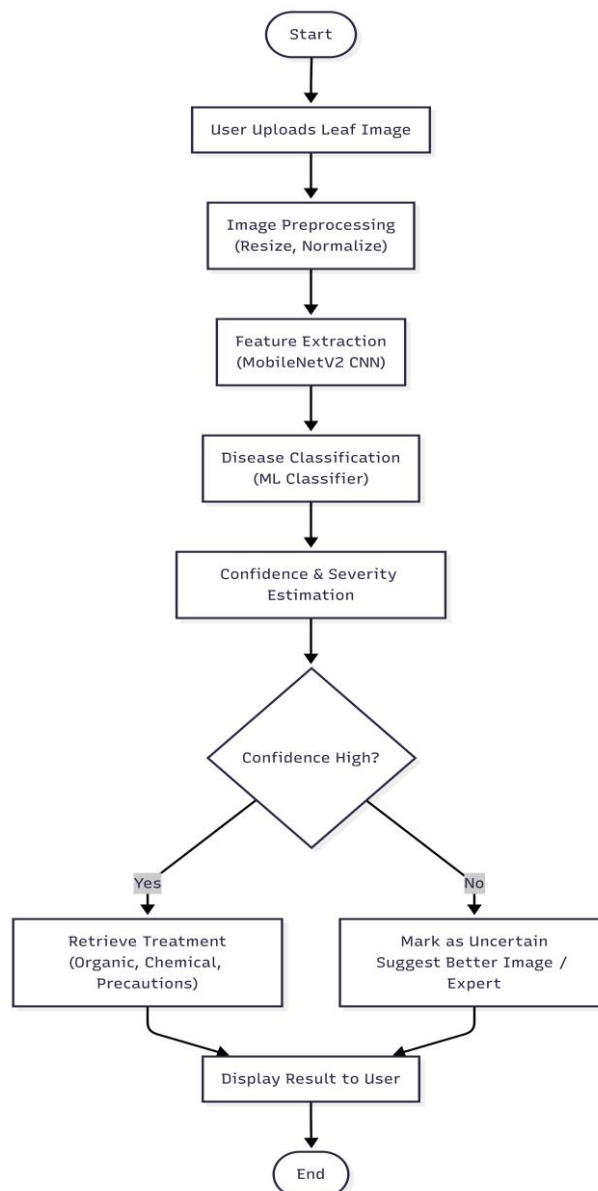 Start
User Uploads Leaf Image
Image Preprocessing
(Resize, Normalize)
Feature Extraction
(MobileNetV2 CNN)
Disease Classification
(ML Classifier)
Confidence & Severity
Estimation
Confidence High?
Yes
No
Retrieve Treatment
(Organic, Chemical,
Precautions)
Mark as Uncertain
Suggest Better Image /
Expert
Display Result to User
End